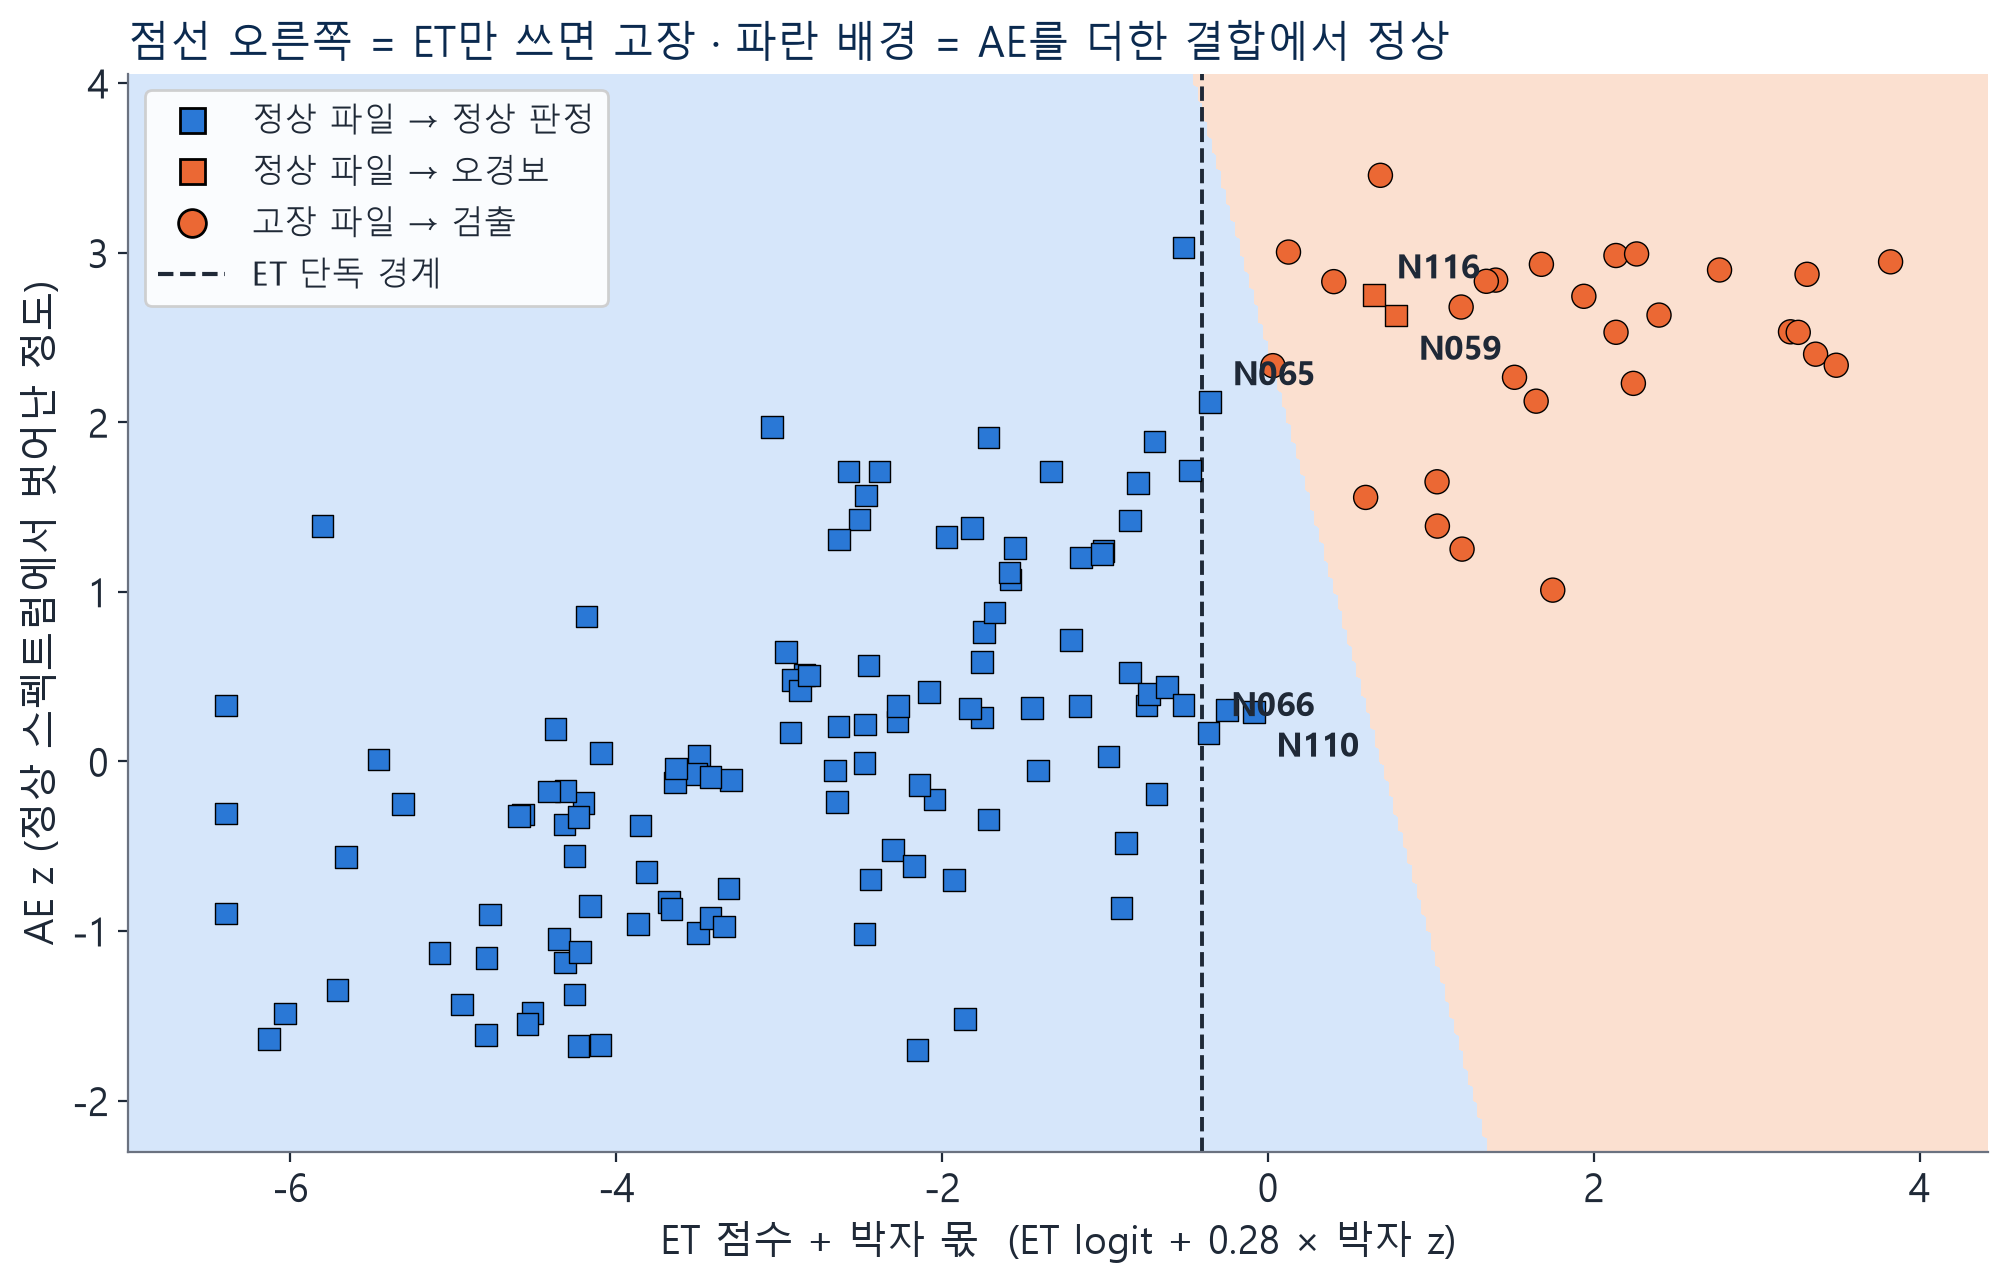 점선 오른쪽 = ET만 쓰면 고장 · 파란 배경 = AE를 더한 결합에서 정상
정상 파일 → 정상 판정
정상 파일 → 오경보
고장 파일 → 검출
ET 단독 경계
AE z (정상 스펙트럼에서 벗어난 정도)
4
3
2
1
0
-1
-2
N116
N059
N065
N066
N110
-6
-4
-2
0
2
4
ET 점수 + 박자 몫 (ET logit + 0.28 × 박자 z)